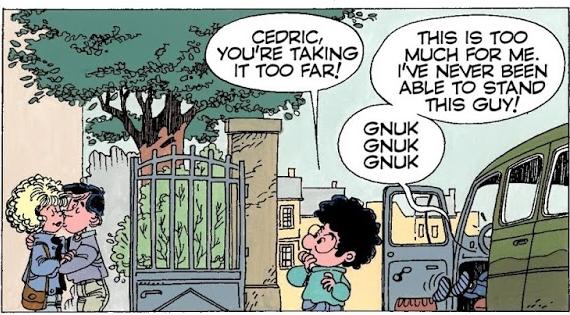 CEDRIC,
YOU'RE TAKING
IT TOO FAR!
THIS IS TOO
MUCH FOR ME.
I'VE NEVER BEEN
ABLE TO STAND
THIS GUY!
GNUK
GNUK
GNUK